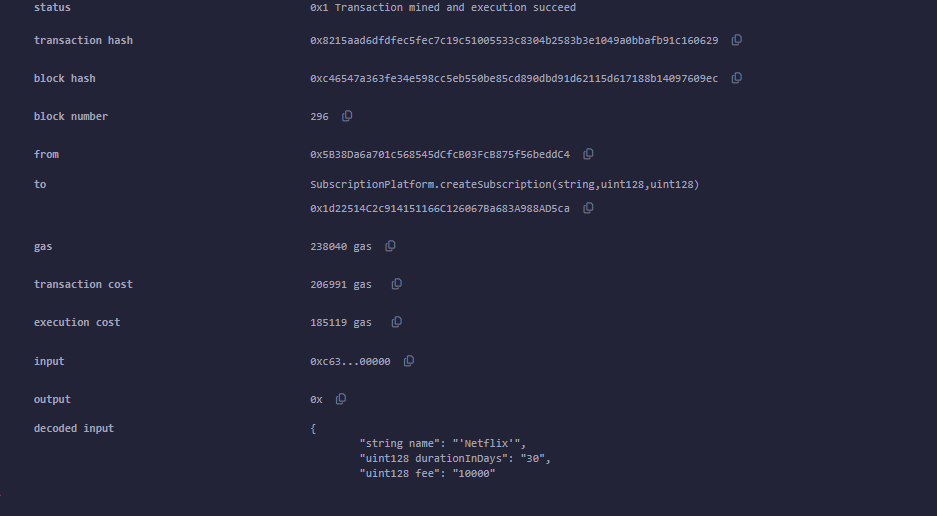 status 0x1 Transaction mined and execution succeed
transaction hash 0x8215aad6dfdfec5fec7c19c51005533c8304b2583b3e1049a0bbafb91c160629
block hash 0xc46547a363fe34e598cc5eb550be85cd890dbd91d62115d617188b14097609ec
block number 296
from 0x5B38Da6a701c568545dCfcB03FcB875f56beddC4
to SubscriptionPlatform.createSubscription(string,uint128,uint128)
0x1d22514C2c914151166C126067Ba683A988AD5ca
gas 238040 gas
transaction cost 206991 gas
execution cost 185119 gas
input 0xc63...00000
output 0x
decoded input {
"string name": "'Netflix'",
"uint128 durationInDays": "30",
"uint128 fee": "10000"